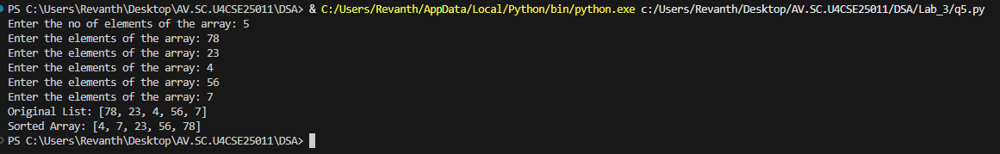 PS C:\Users\Revanth\Desktop\AV.SC.U4CSE25011\DSA> & C:/Users/Revanth/AppData/Local/Python/bin/python.exe c:/Users/Revanth/Desktop/AV.SC.U4CSE25011/DSA/Lab_3/q5.py
Enter the no of elements of the array: 5
Enter the elements of the array: 78
Enter the elements of the array: 23
Enter the elements of the array: 4
Enter the elements of the array: 56
Enter the elements of the array: 7
Original List: [78, 23, 4, 56, 7]
Sorted Array: [4, 7, 23, 56, 78]
PS C:\Users\Revanth\Desktop\AV.SC.U4CSE25011\DSA>